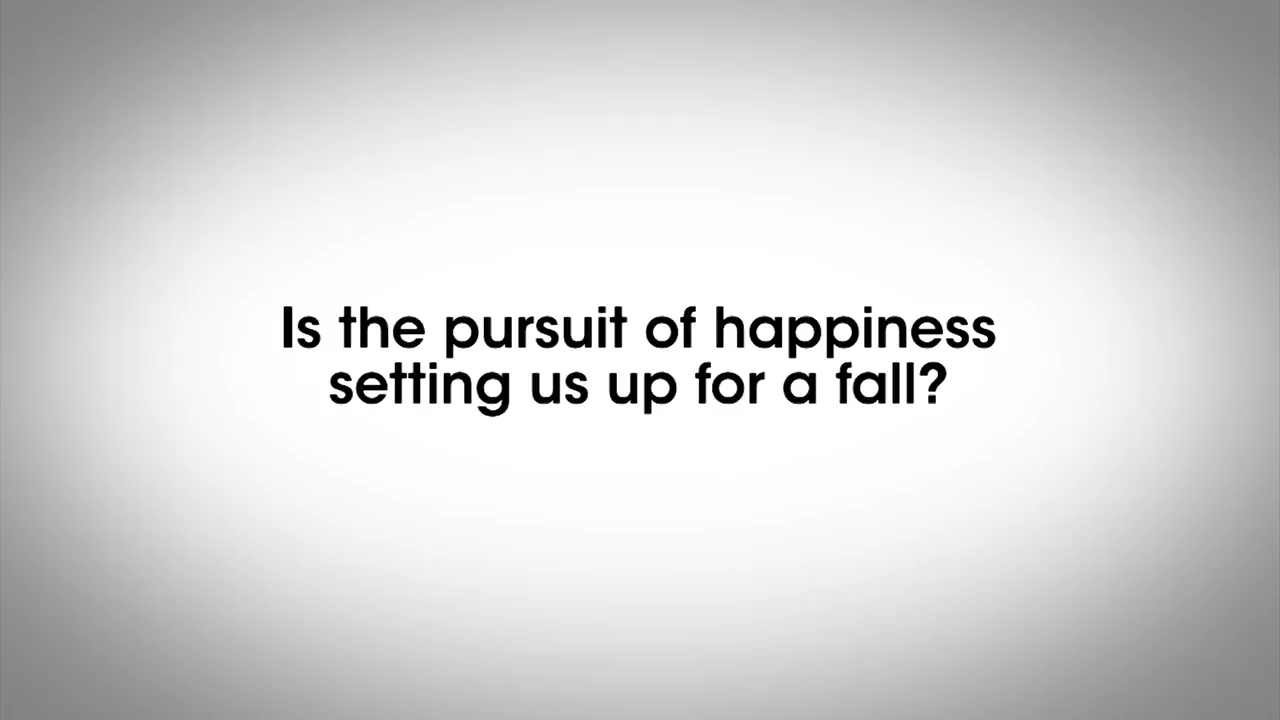 Is the pursuit of happiness
setting us up for a fall?